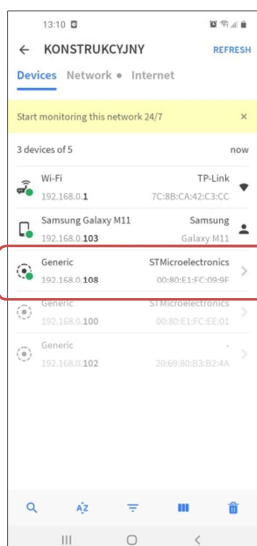 13:10
KONSTRUKCYJNY REFRESH
Devices Network Internet
Start monitoring this network 24/7 ×
3 devices of 5 now
Wi-Fi TP-Link
192.168.0.1 7C:8B:CA:42:C3:CC
Samsung Galaxy M11 Samsung
192.168.0.103 Galaxy M11
Generic STMicroelectronics
192.168.0.108 00:80:E1:FC:09:9F
Generic STMicroelectronics
192.168.0.100 00:80:E1:FC:EE:01
Generic -
192.168.0.102 20:69:80:B3:B2:4A
AZ